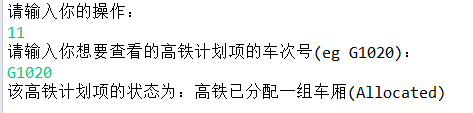 请输入你的操作：
11
请输入你想要查看的高铁计划项的车次号(eg G1020)：
G1020
该高铁计划项的状态为：高铁已分配一组车厢(Allocated)